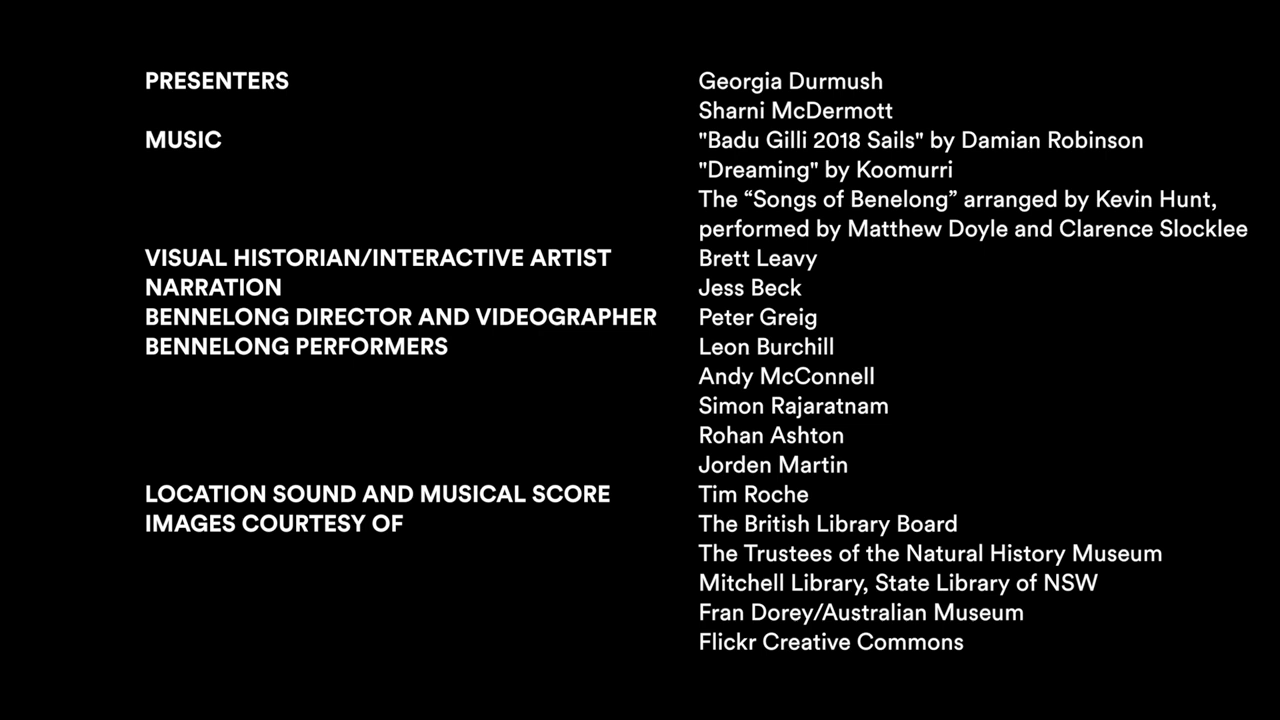 PRESENTERS Georgia Durmush
Sharni McDermott
MUSIC "Badu Gilli 2018 Sails" by Damian Robinson
"Dreaming" by Koomurri
The “Songs of Benelong” arranged by Kevin Hunt,
performed by Matthew Doyle and Clarence Slocklee
VISUAL HISTORIAN/INTERACTIVE ARTIST Brett Leavy
NARRATION Jess Beck
BENNELONG DIRECTOR AND VIDEOGRAPHER Peter Greig
BENNELONG PERFORMERS Leon Burchill
Andy McConnell
Simon Rajaratnam
Rohan Ashton
Jorden Martin
LOCATION SOUND AND MUSICAL SCORE Tim Roche
IMAGES COURTESY OF The British Library Board
The Trustees of the Natural History Museum
Mitchell Library, State Library of NSW
Fran Dorey/Australian Museum
Flickr Creative Commons